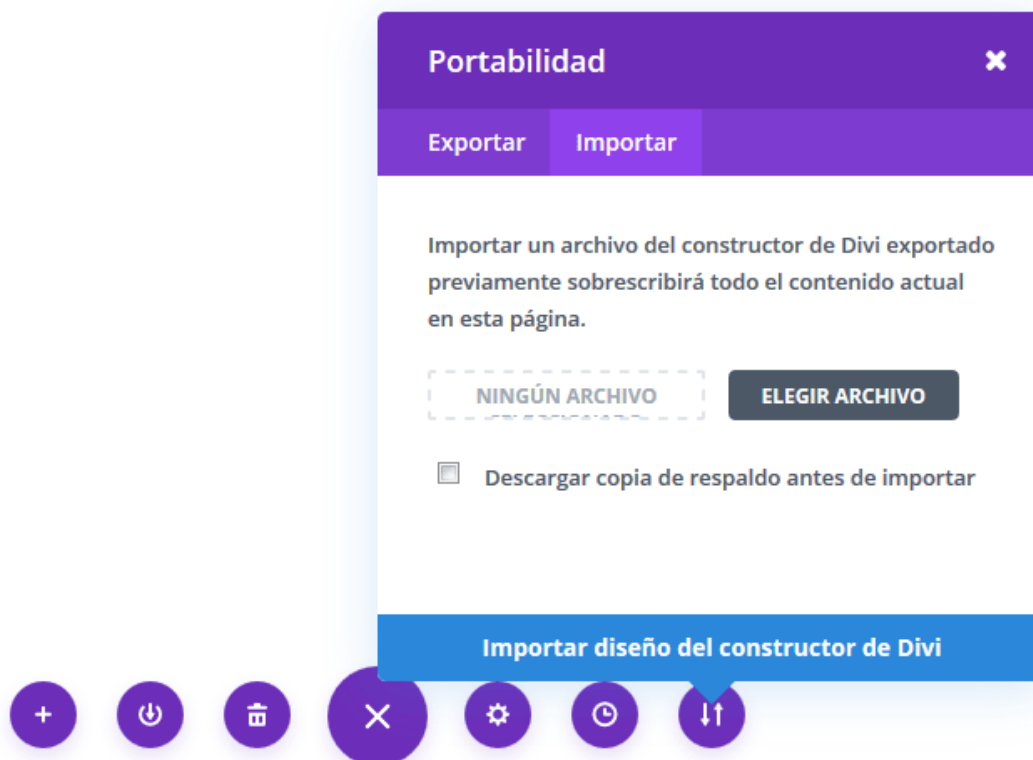 Portabilidad
Exportar Importar
Importar un archivo del constructor de Divi exportado
previamente sobrescribirá todo el contenido actual
en esta página.
NINGÚN ARCHIVO
ELEGIR ARCHIVO
Descargar copia de respaldo antes de importar
Importar diseño del constructor de Divi